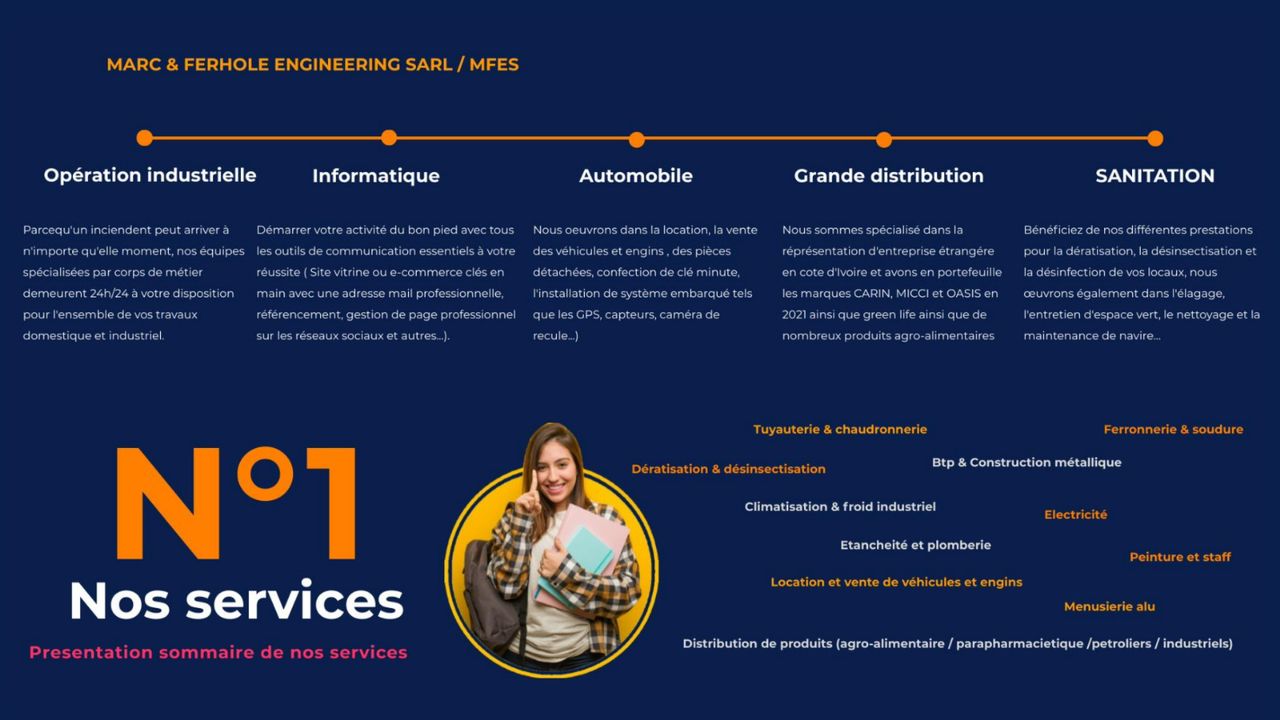 MARC & FERHOLE ENGINEERING SARL / MFES
Opération industrielle
Parcequ'un inciendent peut arriver à
n'importe qu'elle moment, nos équipes
spécialisées par corps de métier
demeurent 24h/24 à votre disposition
pour l'ensemble de vos travaux
domestique et industriel.
Informatique
Démarrer votre activité du bon pied avec tous
les outils de communication essentiels à votre
réussite ( Site vitrine ou e-commerce clés en
main avec une adresse mail professionnelle,
référencement, gestion de page professionnel
sur les réseaux sociaux et autres...).
Automobile
Nous oeuvrons dans la location, la vente
des véhicules et engins , des pièces
détachées, confection de clé minute,
l'installation de système embarqué tels
que les GPS, capteurs, caméra de
recule...)
Grande distribution
Nous sommes spécialisé dans la
réprésentation d'entreprise étrangére
en cote d'Ivoire et avons en portefeuille
les marques CARIN, MICCI et OASIS en
2021 ainsi que green life ainsi que de
nombreux produits agro-alimentaires
SANITATION
Bénéficiez de nos différentes prestations
pour la dératisation, la désinsectisation et
la désinfection de vos locaux, nous
œuvrons également dans l'élagage,
l'entretien d'espace vert, le nettoyage et la
maintenance de navire...
N°1
Nos services
Presentation sommaire de nos services
Tuyauterie & chaudronnerie
Ferronnerie & soudure
Dératisation & désinsectisation
Btp & Construction métallique
Climatisation & froid industriel
Electricité
Etancheité et plomberie
Peinture et staff
Location et vente de véhicules et engins
Menusierie alu
Distribution de produits (agro-alimentaire / parapharmacietique /petroliers / industriels)